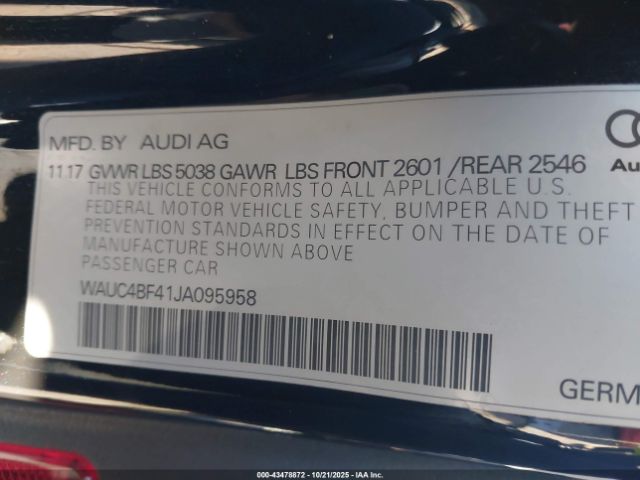 MFD. BY AUDI AG
11 17 GVWR LBS 5038 GAWR LBS FRONT 2601 /REAR 2546
THIS VEHICLE CONFORMS TO ALL APPLICABLE U.S.
FEDERAL MOTOR VEHICLE SAFETY, BUMPER AND THEFT
PREVENTION STANDARDS IN EFFECT ON THE DATE OF
MANUFACTURE SHOWN ABOVE
PASSENGER CAR
WAUC4BF41JA095958
Au
GERM
000-43478872 • 10/21/2025 • IAAI, Inc.